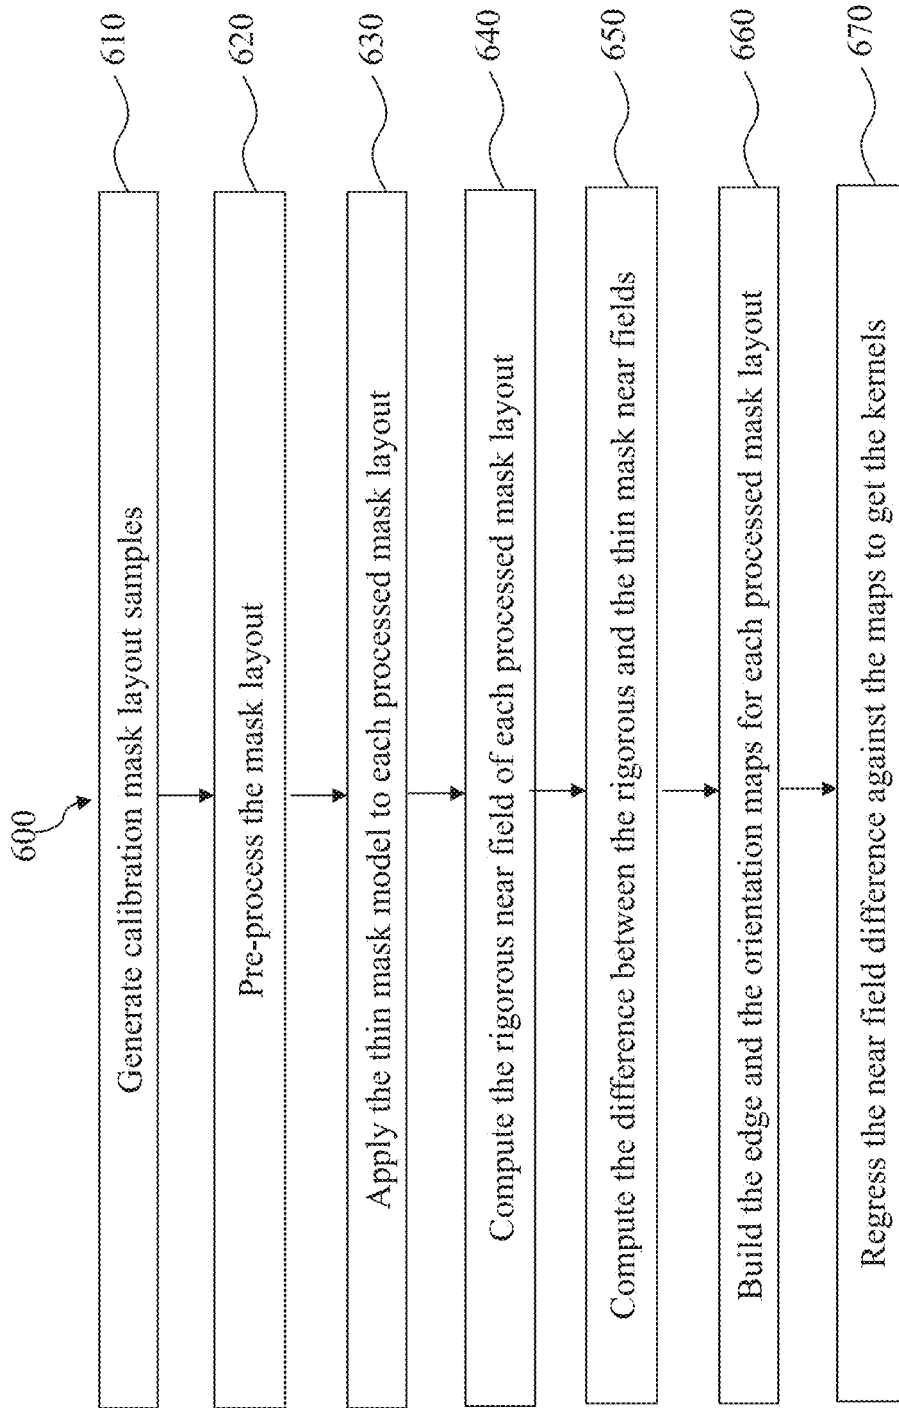 600
Generate calibration mask layout samples
610
Pre-process the mask layout
620
Apply the thin mask model to each processed mask layout
630
Compute the rigorous near field of each processed mask layout
640
Compute the difference between the rigorous and the thin mask near fields
650
Build the edge and the orientation maps for each processed mask layout
660
Regress the near field difference against the maps to get the kernels
670